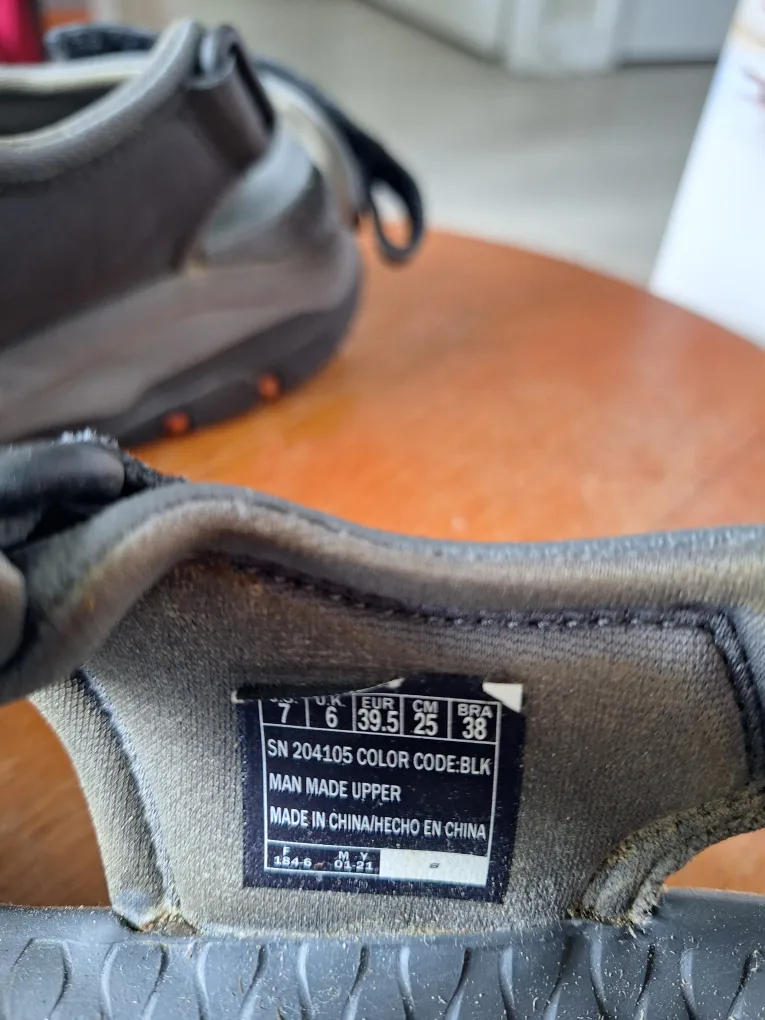 U.K. EUR CM BRA
7 6 39.5 25 38
SN 204105 COLOR CODE:BLK
MAN MADE UPPER
MADE IN CHINA/HECHO EN CHINA
F M Y
184-6 01-21